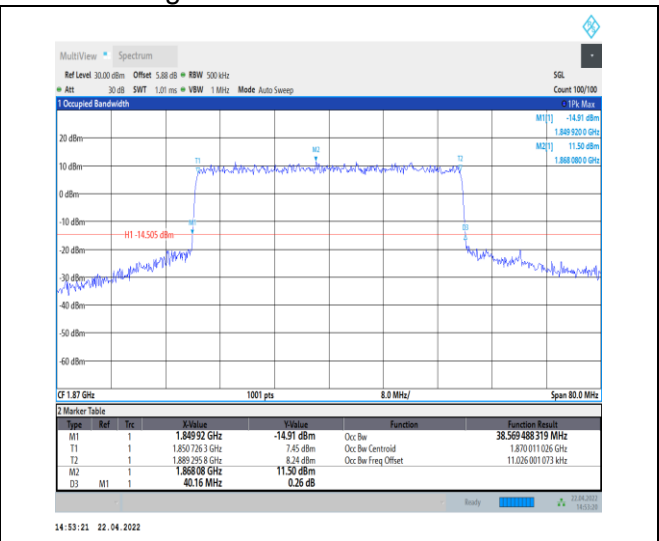 MultiView Spectrum
Ref Level 30.00 dBm Offset 5.88 dB RBW 500 kHz SGL
Att 30 dB SWT 1.01 ms VBW 1 MHz Mode Auto Sweep Count 100/100
1 Occupied Bandwidth 1Pk Max
M1[1] -14.91 dBm
1.849 920 0 GHz
M2[1] 11.50 dBm
1.868 080 0 GHz
20 dBm
M2
T1 T2
10 dBm
0 dBm
-10 dBm
M1 D3
H1 -14.505 dBm
-20 dBm
-30 dBm
-40 dBm
-50 dBm
-60 dBm
CF 1.87 GHz 1001 pts 8.0 MHz/ Span 80.0 MHz
2 Marker Table
Type Ref Trc X-Value Y-Value Function Function Result
M1 1 1.849 92 GHz -14.91 dBm Occ Bw 38.569 488 319 MHz
T1 1 1.850 726 3 GHz 7.45 dBm Occ Bw Centroid 1.870 011 026 GHz
T2 1 1.889 295 8 GHz 8.24 dBm Occ Bw Freq Offset 11.026 001 073 kHz
M2 1 1.868 08 GHz 11.50 dBm
D3 M1 1 40.16 MHz 0.26 dB
Ready 22.04.2022
14:53:20
14:53:21 22.04.2022